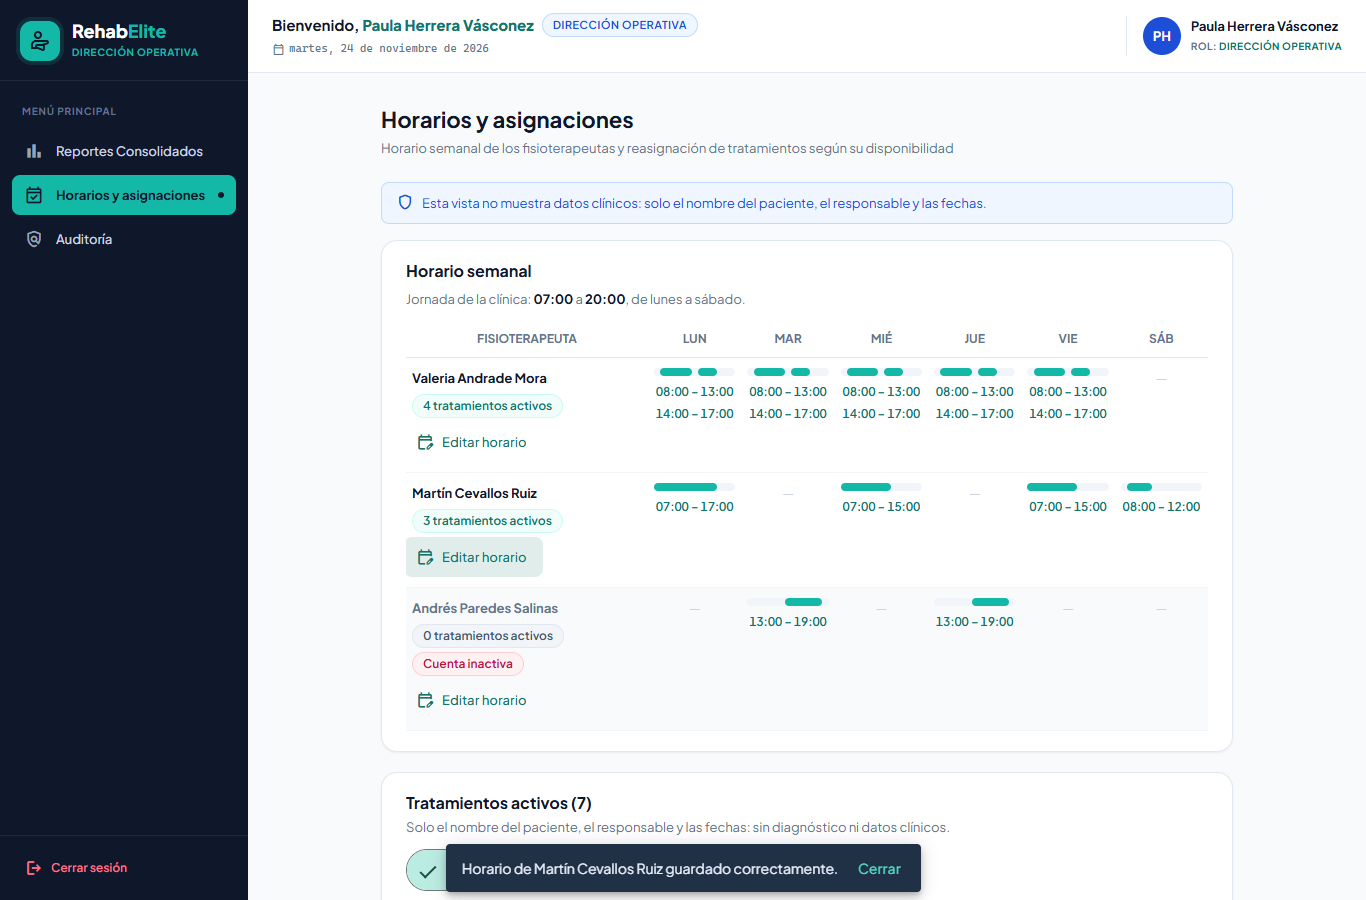 RehabElite
DIRECCIÓN OPERATIVA
MENÚ PRINCIPAL
Reportes Consolidados
Horarios y asignaciones
Auditoría
Cerrar sesión
Bienvenido, Paula Herrera Vásconez DIRECCIÓN OPERATIVA
martes, 24 de noviembre de 2026
PH
Paula Herrera Vásconez
ROL: DIRECCIÓN OPERATIVA
Horarios y asignaciones
Horario semanal de los fisioterapeutas y reasignación de tratamientos según su disponibilidad
Esta vista no muestra datos clínicos: solo el nombre del paciente, el responsable y las fechas.
Horario semanal
Jornada de la clínica: 07:00 a 20:00, de lunes a sábado.
FISIOTERAPEUTA LUN MAR MIÉ JUE VIE SÁB
Valeria Andrade Mora —
08:00 – 13:00 08:00 – 13:00 08:00 – 13:00 08:00 – 13:00 08:00 – 13:00
4 tratamientos activos
14:00 – 17:00 14:00 – 17:00 14:00 – 17:00 14:00 – 17:00 14:00 – 17:00
Editar horario
Martín Cevallos Ruiz — —
07:00 – 17:00 07:00 – 15:00 07:00 – 15:00 08:00 – 12:00
3 tratamientos activos
Editar horario
Andrés Paredes Salinas — — — —
13:00 – 19:00 13:00 – 19:00
0 tratamientos activos
Cuenta inactiva
Editar horario
Tratamientos activos (7)
Solo el nombre del paciente, el responsable y las fechas: sin diagnóstico ni datos clínicos.
Horario de Martín Cevallos Ruiz guardado correctamente. Cerrar